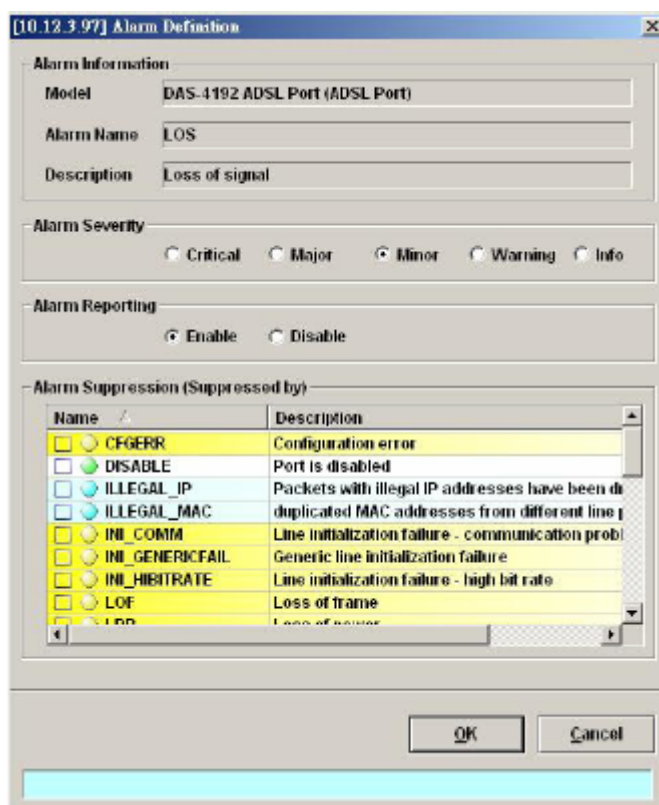 [10.12.3.97] Alarm Definition
Alarm Information
Model DAS-4192 ADSL Port (ADSL Port)
Alarm Name LOS
Description Loss of signal
Alarm Severity
Critical Major Minor Warning Info
Alarm Reporting
Enable Disable
Alarm Suppression (Suppressed by)
Name Description
CFGERR Configuration error
DISABLE Port is disabled
ILLEGAL_IP Packets with illegal IP addresses have been
ILLEGAL_MAC duplicated MAC addresses from different line
INI_COMM Line initialization failure - communication
INI_GENERICFAIL Generic line initialization failure
INI_HIBITRATE Line initialization failure - high bit rate
LOF Loss of frame
Loss of power
OK Cancel